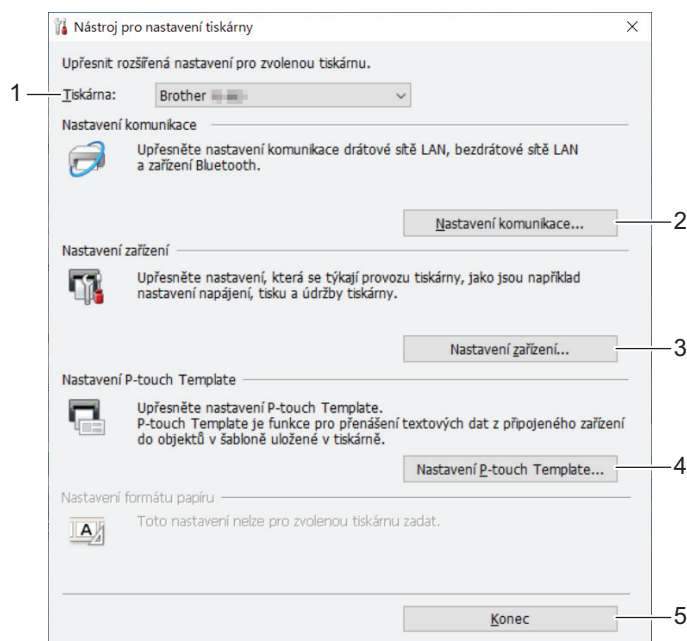 Nástroj pro nastavení tiskárny
Upřesnit rozšířená nastavení pro zvolenou tiskárnu.
1
Tiskárna:
Brother
Nastavení komunikace
Upřesněte nastavení komunikace drátové sítě LAN, bezdrátové sítě LAN
a zařízení Bluetooth.
Nastavení komunikace...
2
Nastavení zařízení
Upřesněte nastavení, která se týkají provozu tiskárny, jako jsou například
nastavení napájení, tisku a údržby tiskárny.
Nastavení zařízení...
3
Nastavení P-touch Template
Upřesněte nastavení P-touch Template.
P-touch Template je funkce pro přenášení textových dat z připojeného zařízení
do objektů v šabloně uložené v tiskárně.
Nastavení P-touch Template...
4
Nastavení formátu papíru
A
Toto nastavení nelze pro zvolenou tiskárnu zadat.
Konec
5